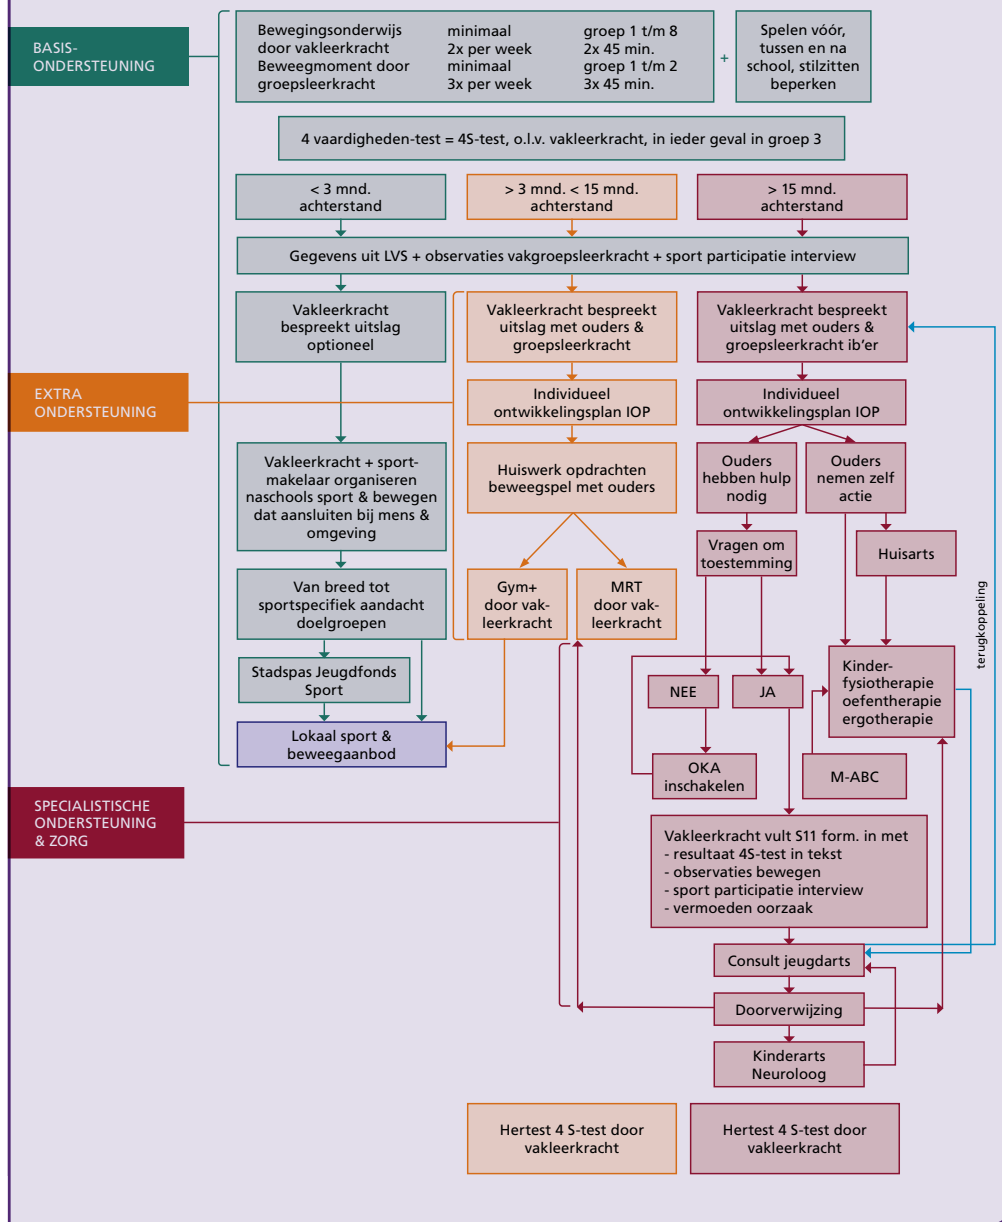 BASIS-
ONDERSTEUNING
Bewegingsonderwijs minimaal groep 1 t/m 8
door vakleerkracht 2x per week 2x 45 min.
Beweegmoment door minimaal groep 1 t/m 2
groepsleerkracht 3x per week 3x 45 min.
+
Spelen vóór,
tussen en na
school, stilzitten
beperken
4 vaardigheden-test = 4S-test, o.l.v. vakleerkracht, in ieder geval in groep 3
< 3 mnd.
achterstand
> 3 mnd. < 15 mnd.
achterstand
> 15 mnd.
achterstand
Gegevens uit LVS + observaties vakgroepsleerkracht + sport participatie interview
Vakleerkracht
bespreekt uitslag
optioneel
Vakleerkracht bespreekt
uitslag met ouders &
groepsleerkracht
Vakleerkracht bespreekt
uitslag met ouders &
groepsleerkracht ib'er
EXTRA
ONDERSTEUNING
Individueel
ontwikkelingsplan IOP
Individueel
ontwikkelingsplan IOP
Vakleerkracht + sport-
makelaar organiseren
naschools sport & bewegen
dat aansluiten bij mens &
omgeving
Huiswerk opdrachten
beweegspel met ouders
Ouders
hebben hulp
nodig
Ouders
nemen zelf
actie
Vragen om
toestemming
Huisarts
Van breed tot
sportspecifiek aandacht
doelgroepen
Gym+
door vak-
leerkracht
MRT
door vak-
leerkracht
terugkoppeling
Stadspas Jeugdfonds
Sport
NEE
JA
Kinder-
fysiotherapie
oefentherapie
ergotherapie
Lokaal sport &
beweegaanbod
OKA
inschakelen
M-ABC
SPECIALISTISCHE
ONDERSTEUNING
& ZORG
Vakleerkracht vult S11 form. in met
- resultaat 4S-test in tekst
- observaties bewegen
- sport participatie interview
- vermoeden oorzaak
Consult jeugdarts
Doorverwijzing
Kinderarts
Neuroloog
Hertest 4 S-test door
vakleerkracht
Hertest 4 S-test door
vakleerkracht